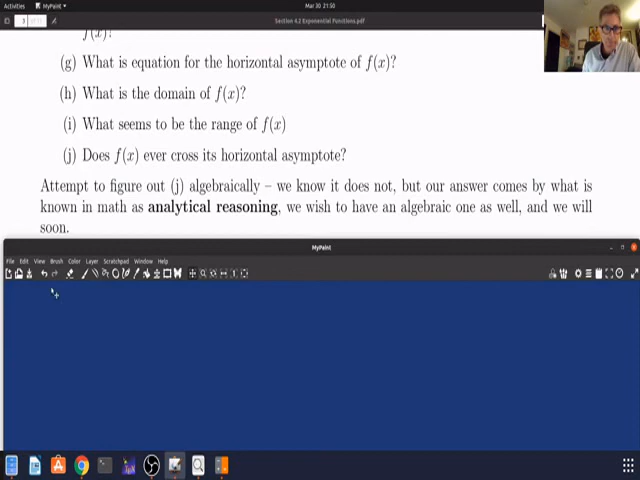 Activities MyPaint Mar 30 21:50
3 Section 4.2 Exponential Functions.pdf
f(x)?
(g) What is equation for the horizontal asymptote of f(x)?
(h) What is the domain of f(x)?
(i) What seems to be the range of f(x)
(j) Does f(x) ever cross its horizontal asymptote?
Attempt to figure out (j) algebraically – we know it does not, but our answer comes by what is
known in math as analytical reasoning, we wish to have an algebraic one as well, and we will
soon.
MyPaint
File Edit View Brush Color Layer Scratchpad Window Help